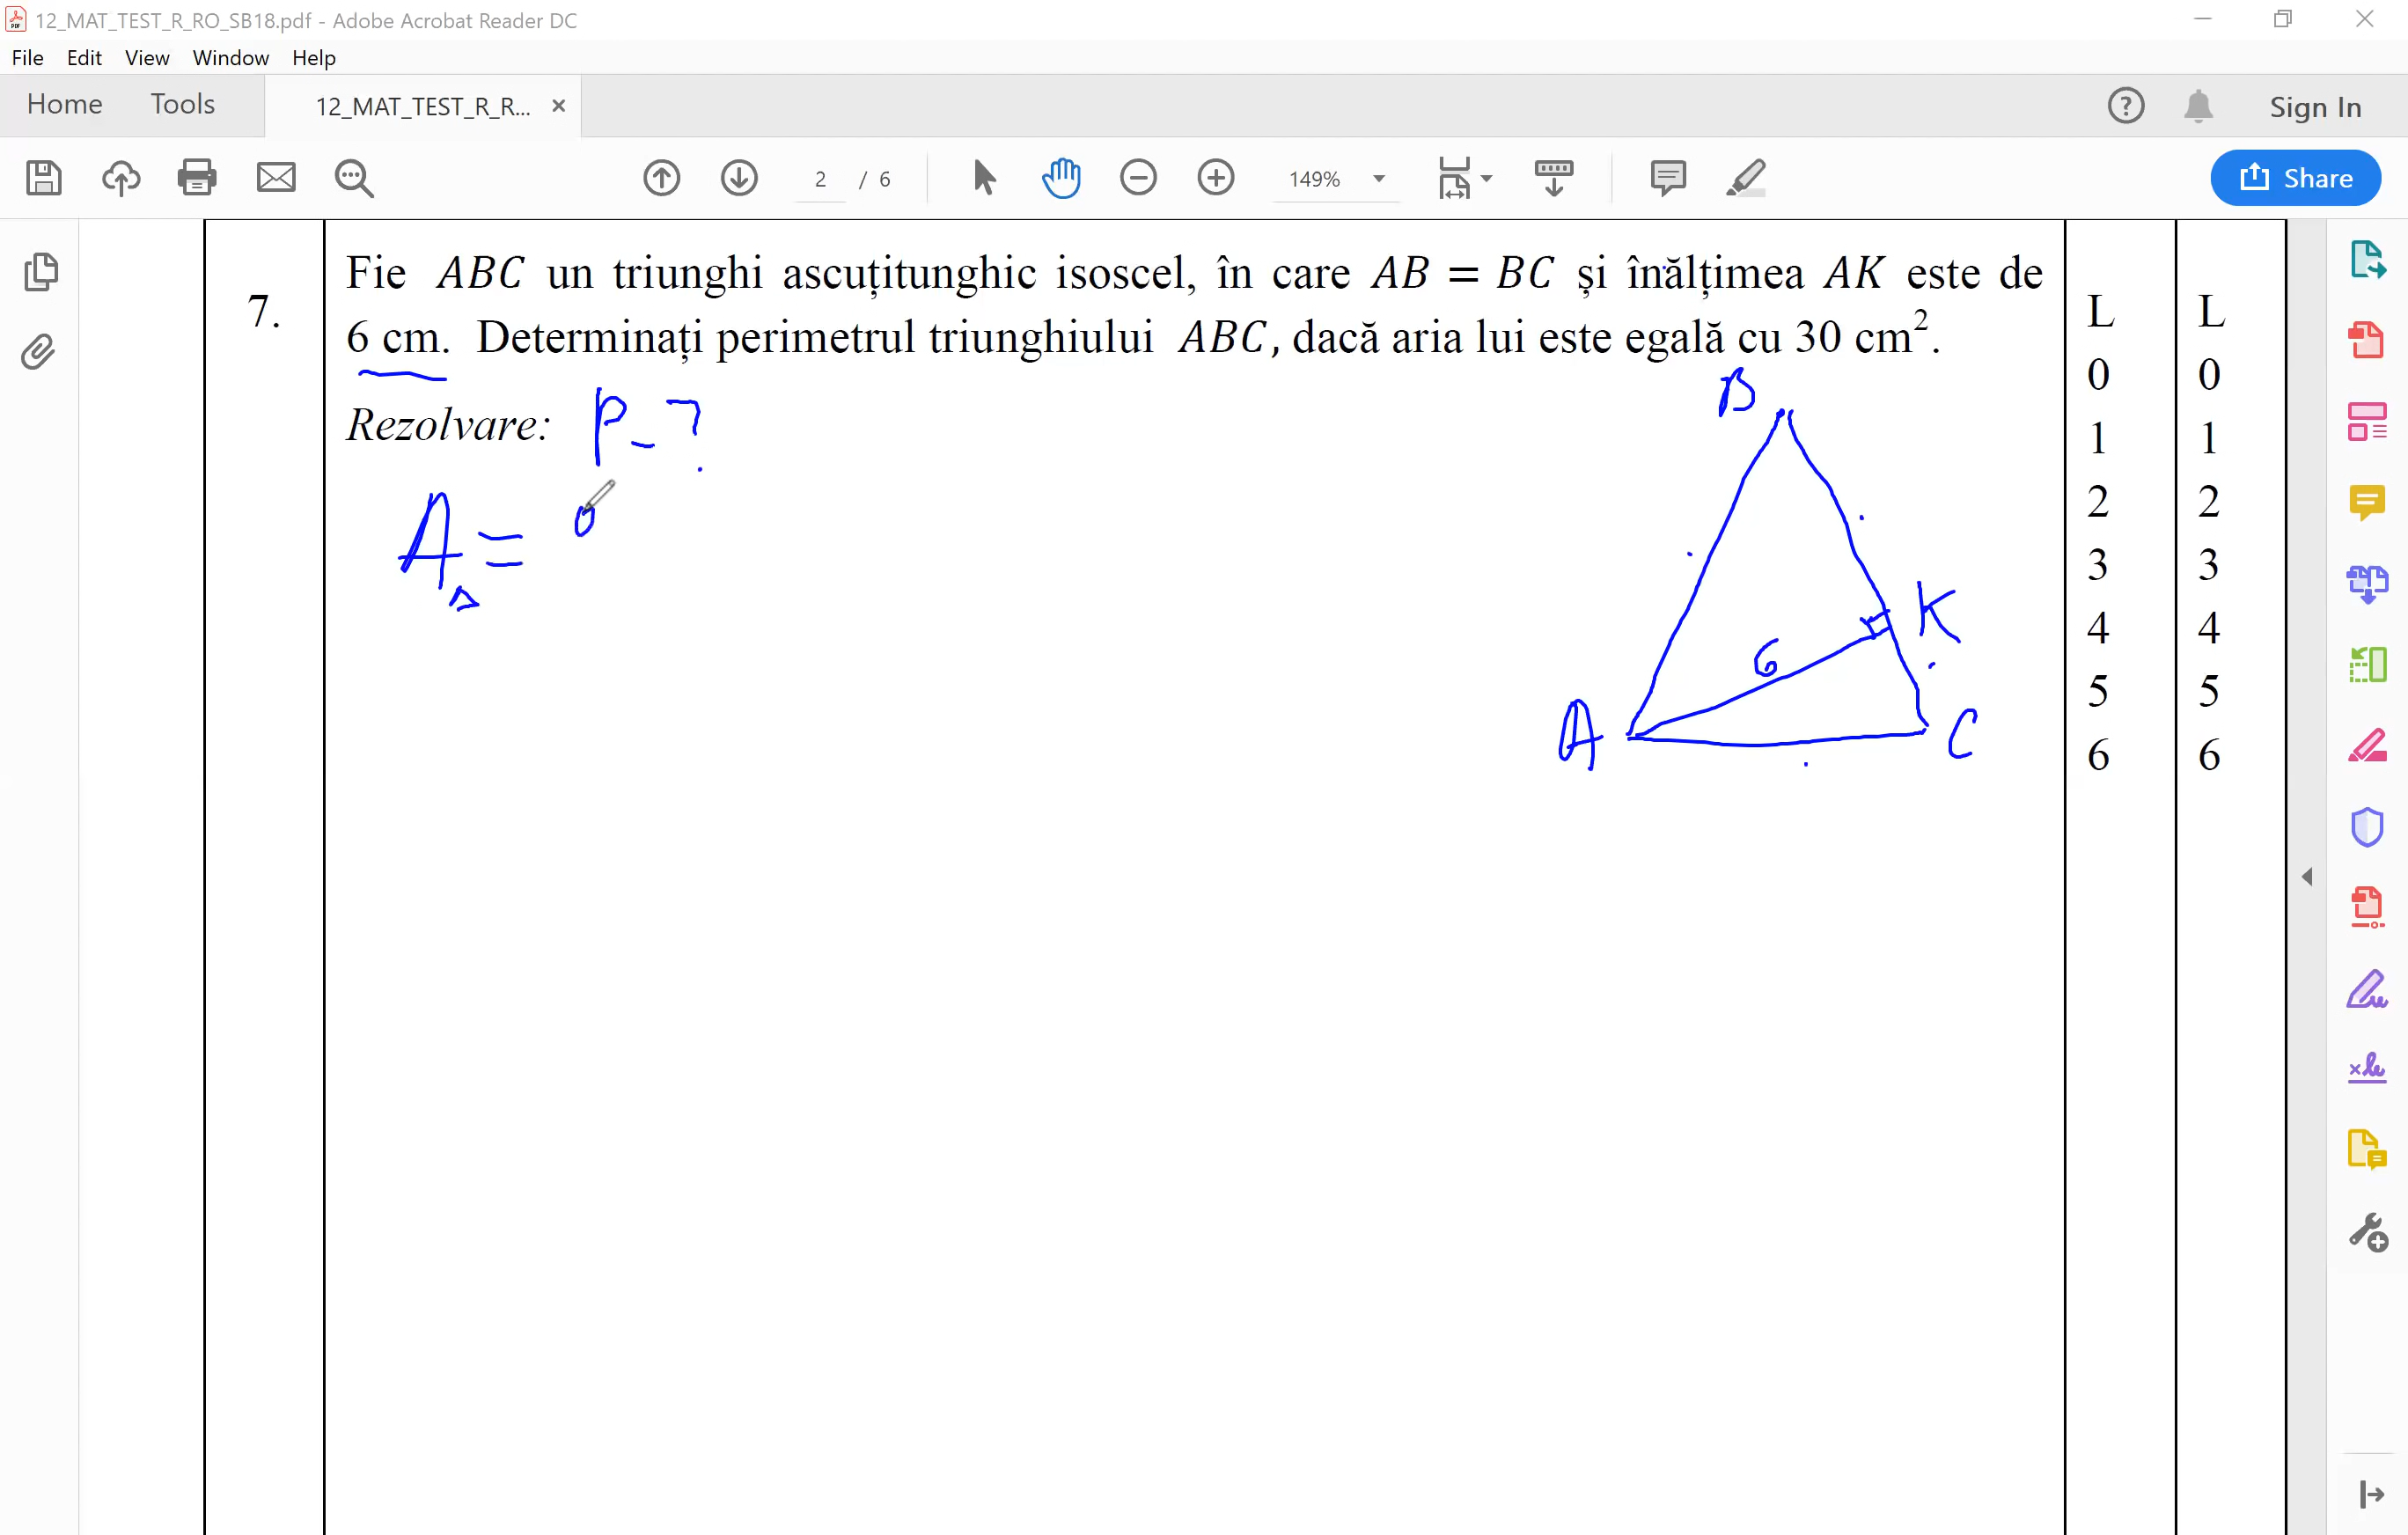 12_MAT_TEST_R_RO_SB18.pdf - Adobe Acrobat Reader DC
File Edit View Window Help
Home Tools 12_MAT_TEST_R_R... × ? Sign In
2 / 6 149% Share
7.
Fie ABC un triunghi ascuțitunghic isoscel, în care AB = BC și înălțimea AK este de
6 cm. Determinați perimetrul triunghiului ABC, dacă aria lui este egală cu 30 cm².
Rezolvare: P - ?
A△ =
B
K
6
A
C
L L
0 0
1 1
2 2
3 3
4 4
5 5
6 6